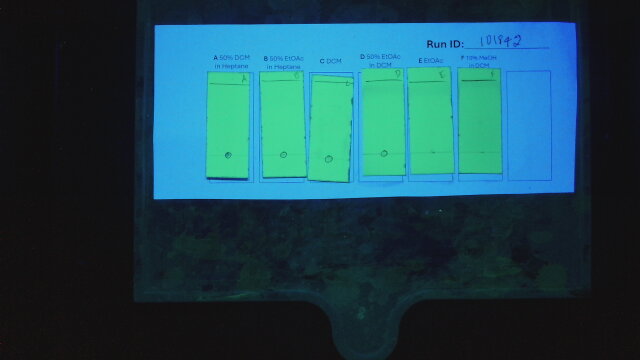 Run ID: 101842
A 50% DCM
in Heptane
B 50% EtOAc
in Heptane
C DCM
D 50% EtOAc
in DCM
E EtOAc
F 10% MeOH
in DCM
A
B
C
D
E
F